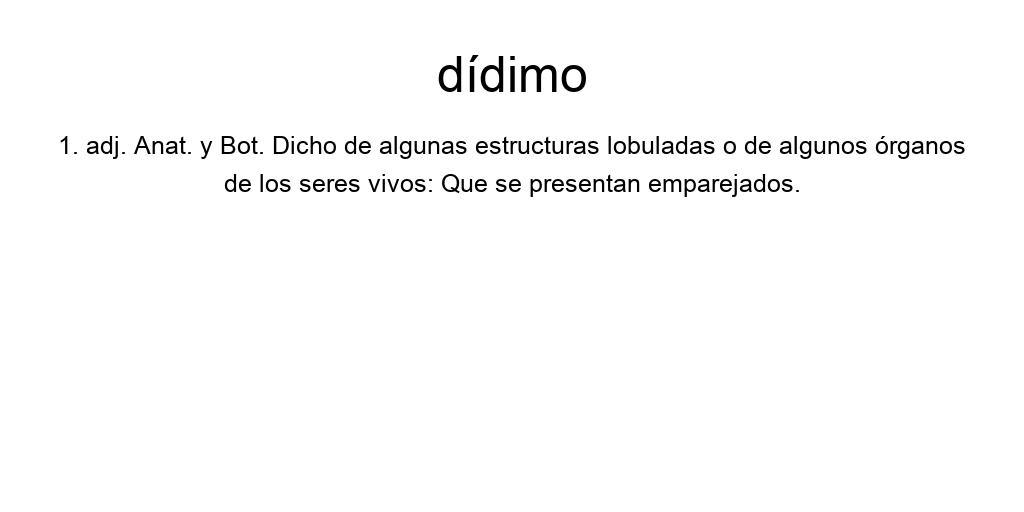 dídimo
1. adj. Anat. y Bot. Dicho de algunas estructuras lobuladas o de algunos órganos
de los seres vivos: Que se presentan emparejados.